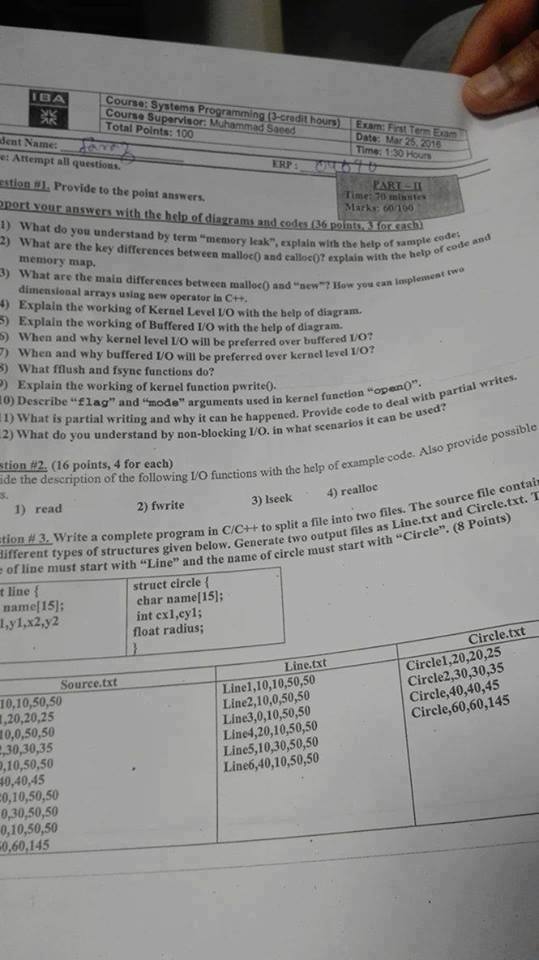 IBA
Course: Systems Programming (3-credit hours)
Course Supervisor: Muhammad Saeed
Total Points: 100
Exam: First Term Exam
Date: Mar 25, 2016
Time: 1:30 Hours
dent Name:
ERP:
e: Attempt all questions.
PART – II
Time: 70 minutes
Marks: 60/100
estion #1. Provide to the point answers.
pport your answers with the help of diagrams and codes (36 points, 3 for each)
1) What do you understand by term “memory leak”, explain with the help of sample code;
2) What are the key differences between malloc() and calloc()? explain with the help of code and
memory map.
3) What are the main differences between malloc() and “new”? How you can implement two
dimensional arrays using new operator in C++.
4) Explain the working of Kernel Level I/O with the help of diagram.
5) Explain the working of Buffered I/O with the help of diagram.
6) When and why kernel level I/O will be preferred over buffered I/O?
7) When and why buffered I/O will be preferred over kernel level I/O?
8) What fflush and fsync functions do?
9) Explain the working of kernel function pwrite().
10) Describe “flag” and “mode” arguments used in kernel function “open()”.
11) What is partial writing and why it can be happened. Provide code to deal with partial writes.
12) What do you understand by non-blocking I/O. in what scenarios it can be used?
stion #2. (16 points, 4 for each)
ide the description of the following I/O functions with the help of example code. Also provide possible
s.
1) read 2) fwrite 3) lseek 4) realloc
stion # 3. Write a complete program in C/C++ to split a file into two files. The source file contai
different types of structures given below. Generate two output files as Line.txt and Circle.txt. T
e of line must start with “Line” and the name of circle must start with “Circle”. (8 Points)
t line {
name[15];
1,y1,x2,y2
struct circle {
char name[15];
int cx1,cy1;
float radius;
}
Source.txt Line.txt Circle.txt
10,10,50,50
1,20,20,25
10,0,50,50
2,30,30,35
0,10,50,50
40,40,45
0,10,50,50
0,30,50,50
0,10,50,50
60,60,145
Line1,10,10,50,50
Line2,10,0,50,50
Line3,0,10,50,50
Line4,20,10,50,50
Line5,10,30,50,50
Line6,40,10,50,50
Circle1,20,20,25
Circle2,30,30,35
Circle,40,40,45
Circle,60,60,145